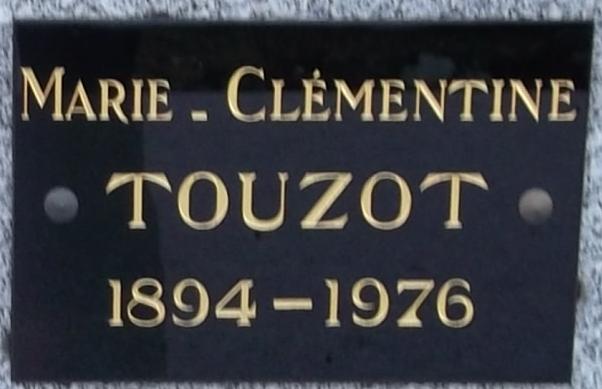 MARIE - CLÉMENTINE
TOUZOT
1894-1976